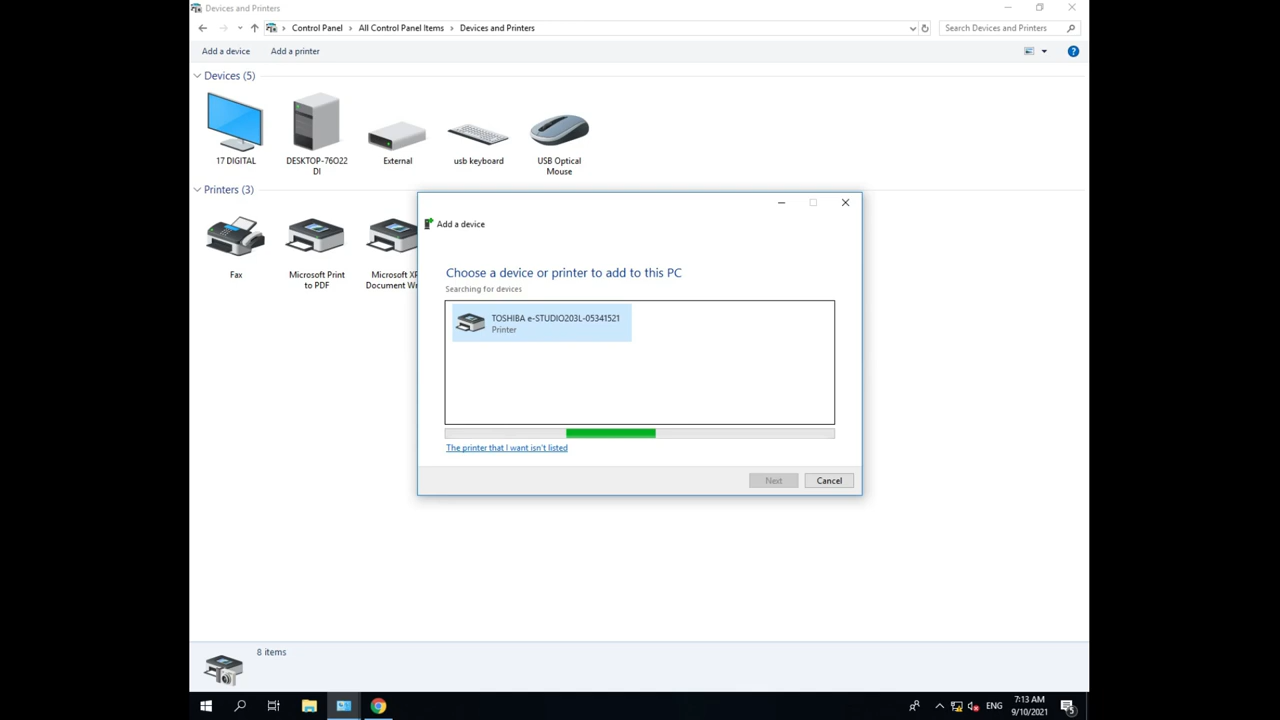 Devices and Printers
Control Panel > All Control Panel Items > Devices and Printers
Search Devices and Printers
Add a device
Add a printer
Devices (5)
17 DIGITAL
DESKTOP-76O22
DI
External
usb keyboard
USB Optical
Mouse
Printers (3)
Fax
Microsoft Print
to PDF
Microsoft XP
Document Wr
Add a device
Choose a device or printer to add to this PC
Searching for devices
TOSHIBA e-STUDIO203L-05341521
Printer
The printer that I want isn't listed
Next
Cancel
8 items
ENG
7:13 AM
9/10/2021
5